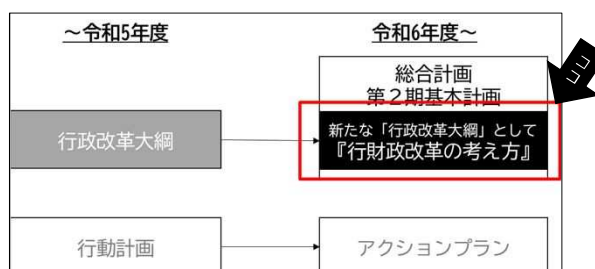 ～令和5年度
令和6年度～
ココ
総合計画
第２期基本計画
行政改革大綱
新たな「行政改革大綱」として
『行財政改革の考え方』
行動計画
アクションプラン